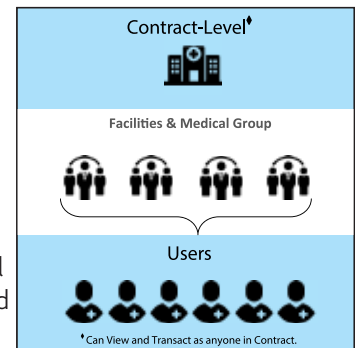 Contract-Level♦
Facilities & Medical Group
Users
l
d
♦Can View and Transact as anyone in Contract.